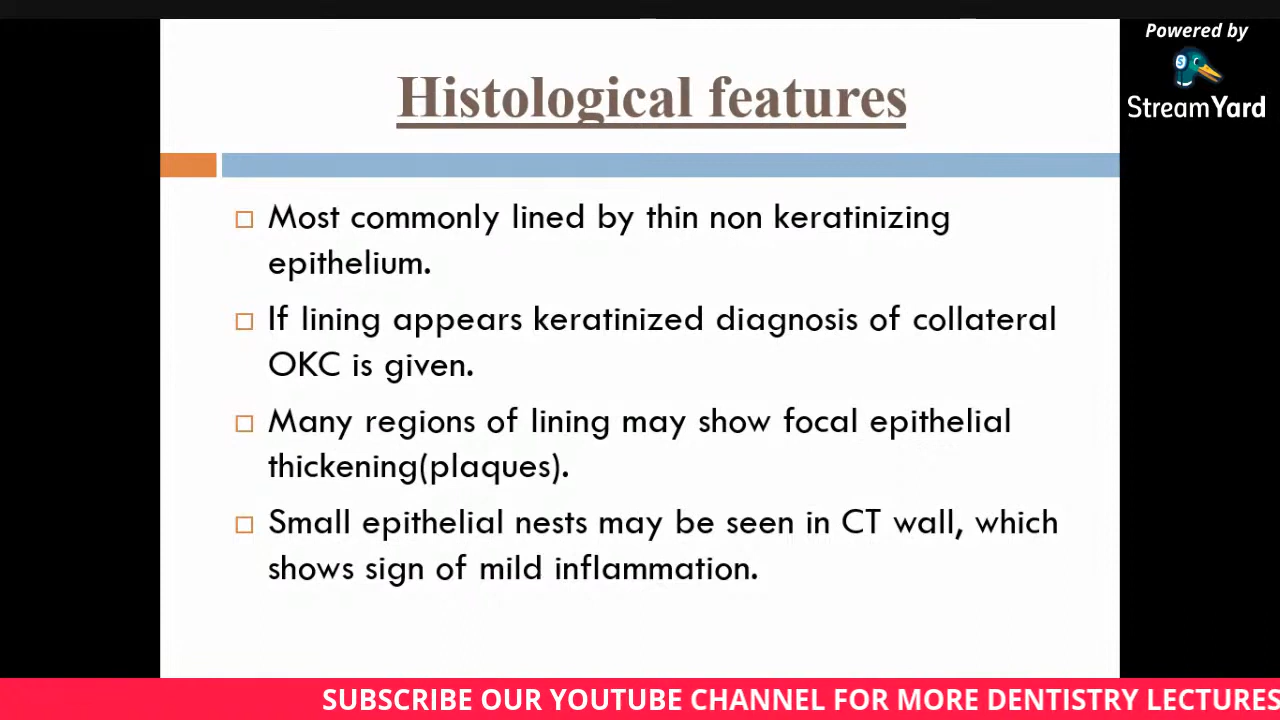 Powered by
StreamYard
Histological features
Most commonly lined by thin non keratinizing
epithelium.
If lining appears keratinized diagnosis of collateral
OKC is given.
Many regions of lining may show focal epithelial
thickening(plaques).
Small epithelial nests may be seen in CT wall, which
shows sign of mild inflammation.
SUBSCRIBE OUR YOUTUBE CHANNEL FOR MORE DENTISTRY LECTURES